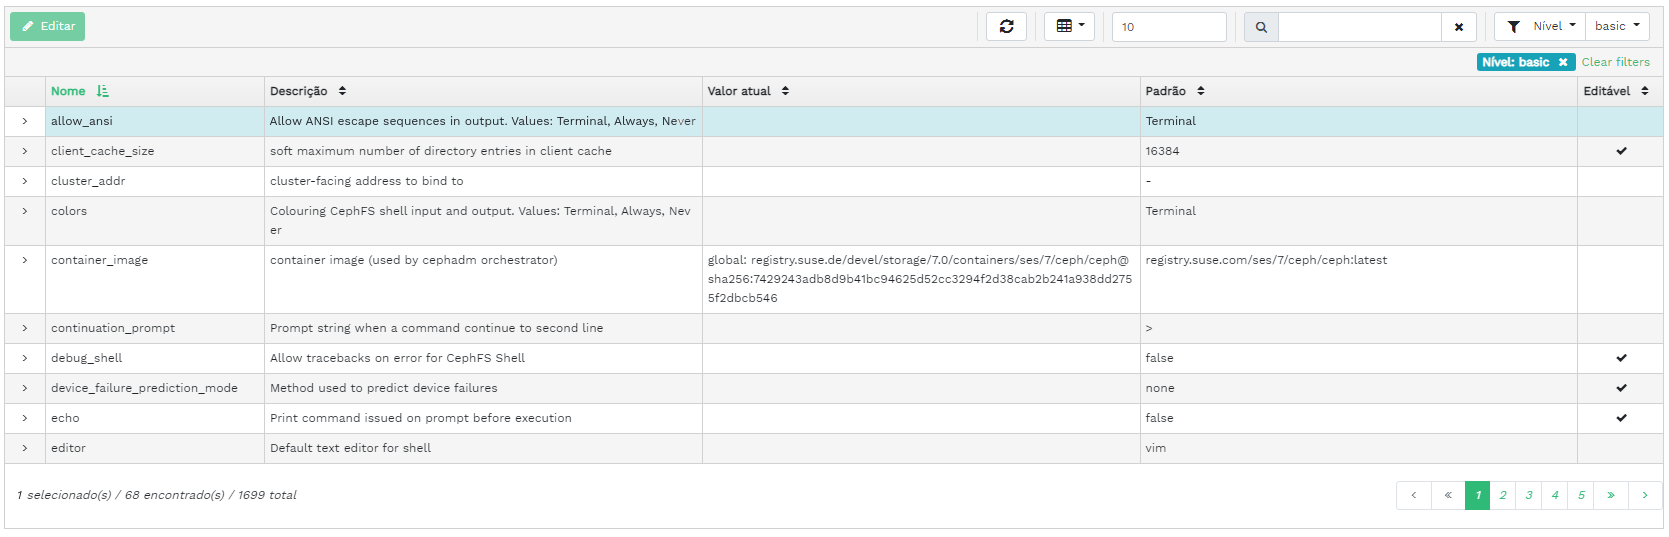 Editar
10
Nível
basic
Nível: basic
Clear filters
Nome Descrição Valor atual Padrão Editável
allow_ansi Allow ANSI escape sequences in output. Values: Terminal, Always, Never Terminal
client_cache_size soft maximum number of directory entries in client cache 16384
cluster_addr cluster-facing address to bind to -
colors Colouring CephFS shell input and output. Values: Terminal, Always, Nev Terminal
er
container_image container image (used by cephadm orchestrator) global: registry.suse.de/devel/storage/7.0/containers/ses/7/ceph/ceph@ registry.suse.com/ses/7/ceph/ceph:latest
sha256:7429243adb8d9b41bc94625d52cc3294f2d38cab2b241a938dd275
5f2dbcb546
continuation_prompt Prompt string when a command continue to second line >
debug_shell Allow tracebacks on error for CephFS Shell false
device_failure_prediction_mode Method used to predict device failures none
echo Print command issued on prompt before execution false
editor Default text editor for shell vim
1 selecionado(s) / 68 encontrado(s) / 1699 total
‹ « 1 2 3 4 5 » ›